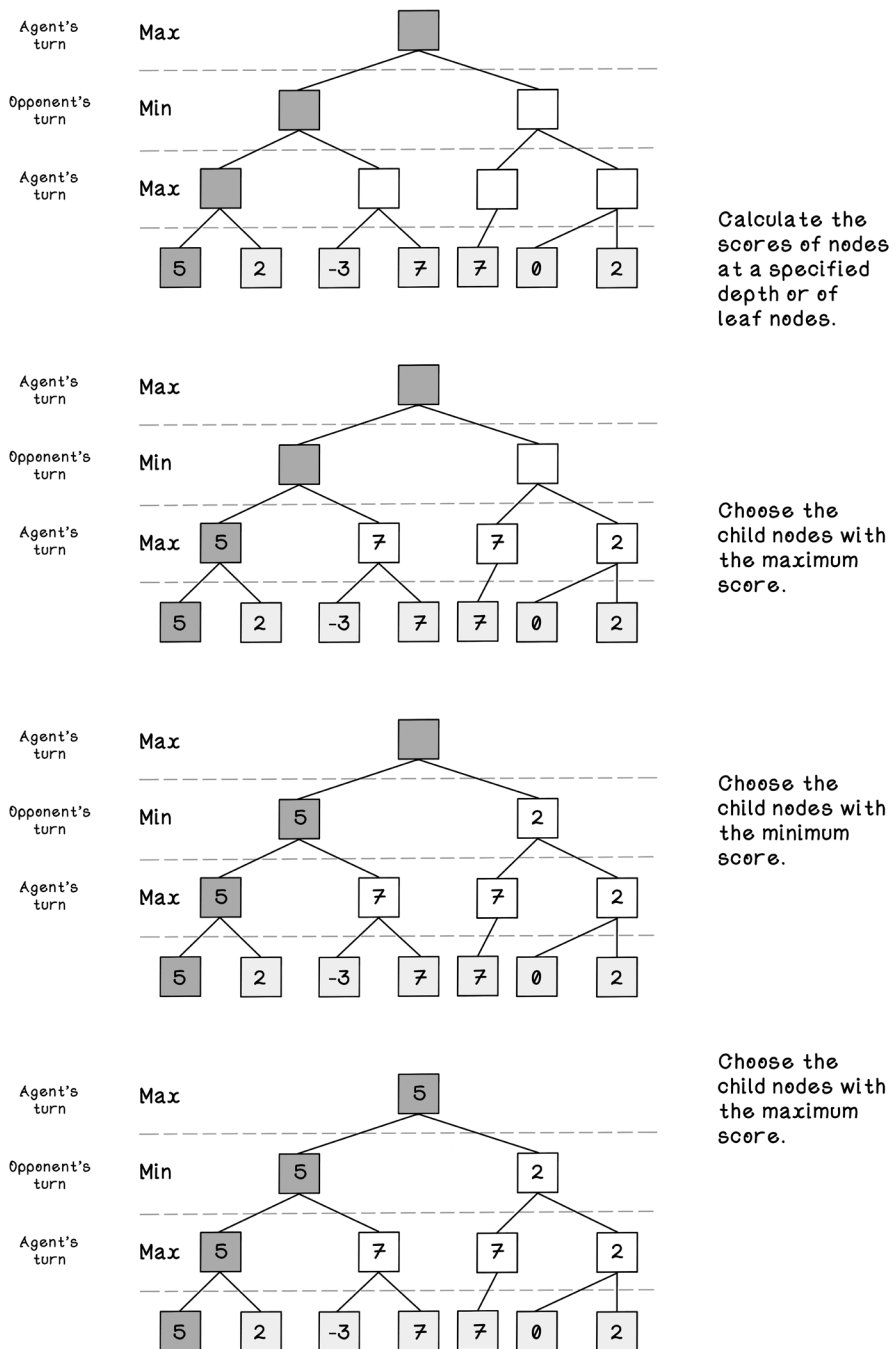 Agent's
turn
Max
Opponent's
turn
Min
Agent's
turn
Max
5 2 -3 7 7 0 2
Calculate the
scores of nodes
at a specified
depth or of
leaf nodes.
Agent's
turn
Max
Opponent's
turn
Min
Agent's
turn
Max 5 7 7 2
5 2 -3 7 7 0 2
Choose the
child nodes with
the maximum
score.
Agent's
turn
Max
Opponent's
turn
Min 5 2
Agent's
turn
Max 5 7 7 2
5 2 -3 7 7 0 2
Choose the
child nodes with
the minimum
score.
Agent's
turn
Max 5
Opponent's
turn
Min 5 2
Agent's
turn
Max 5 7 7 2
5 2 -3 7 7 0 2
Choose the
child nodes with
the maximum
score.